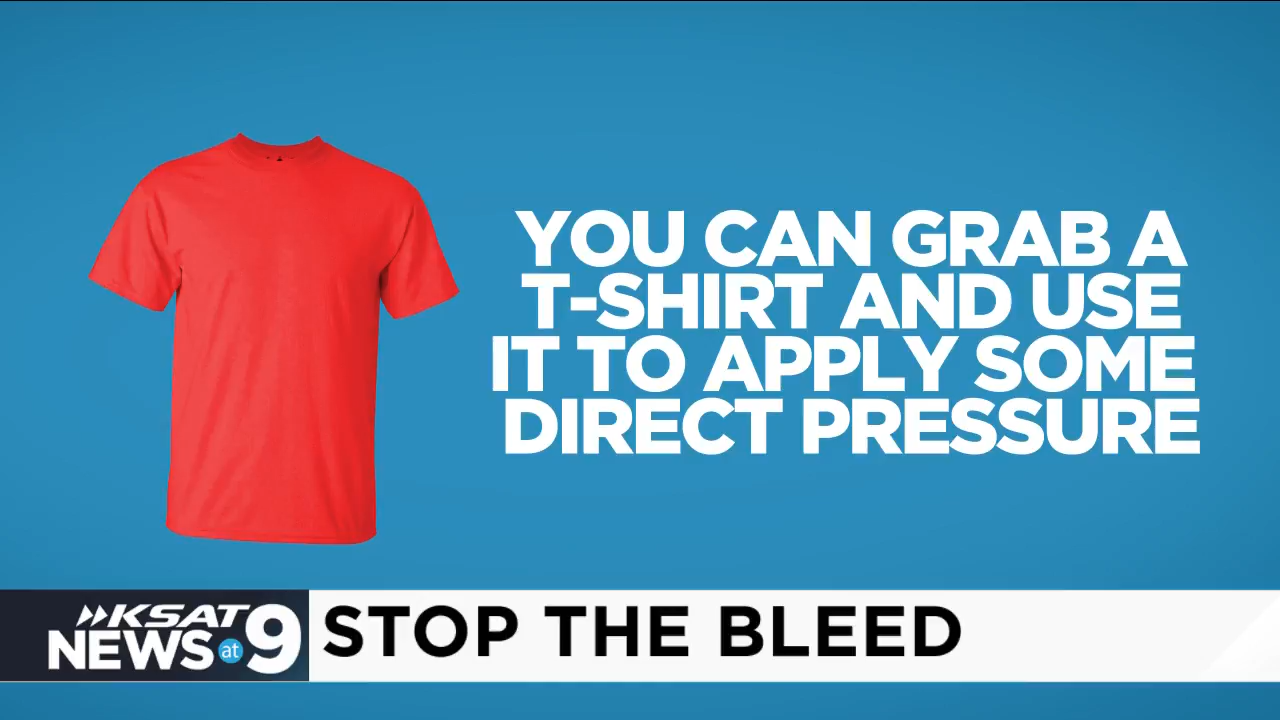 YOU CAN GRAB A
T-SHIRT AND USE
IT TO APPLY SOME
DIRECT PRESSURE
KSAT
NEWS at 9
STOP THE BLEED